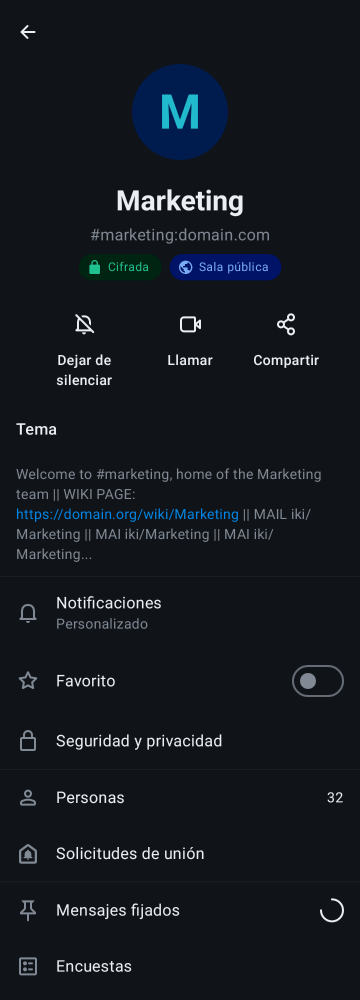 M
Marketing
#marketing:domain.com
Cifrada
Sala pública
Dejar de
silenciar
Llamar
Compartir
Tema
Welcome to #marketing, home of the Marketing
team || WIKI PAGE:
https://domain.org/wiki/Marketing || MAIL iki/
Marketing || MAI iki/Marketing || MAI iki/
Marketing...
Notificaciones
Personalizado
Favorito
Seguridad y privacidad
Personas 32
Solicitudes de unión
Mensajes fijados
Encuestas